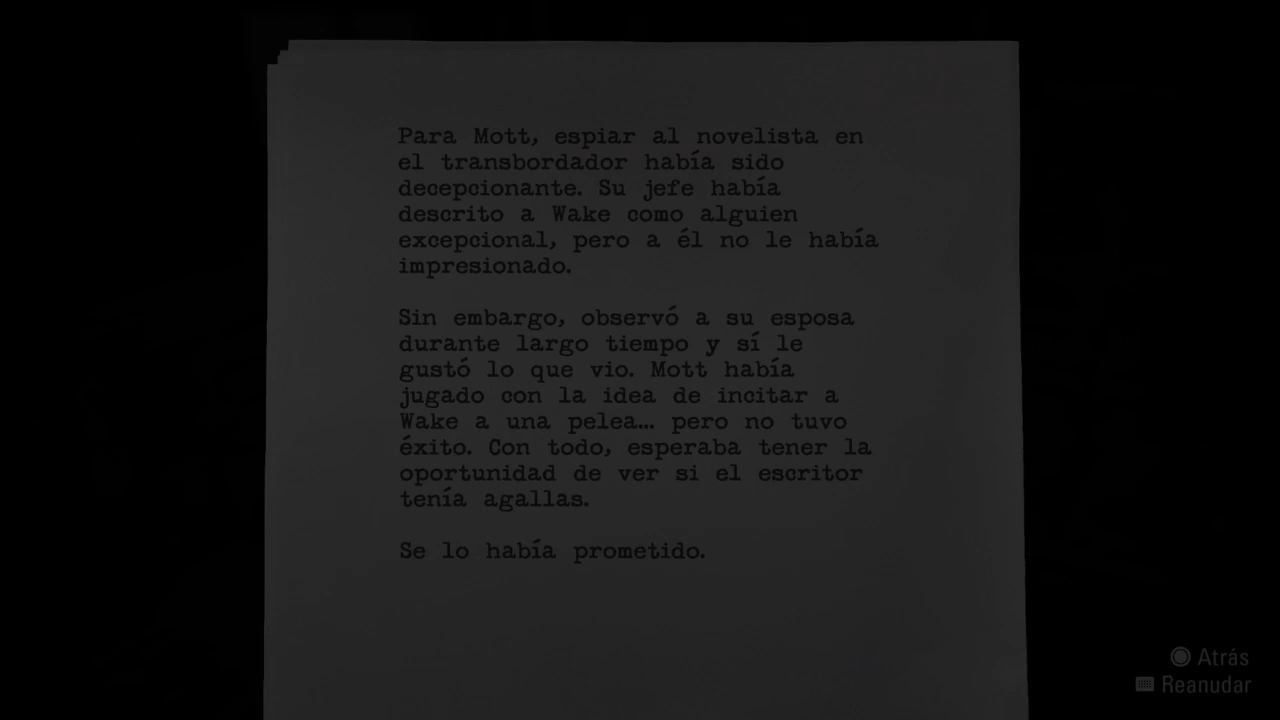 Para Mott, espiar al novelista en
el transbordador había sido
decepcionante. Su jefe había
descrito a Wake como alguien
excepcional, pero a él no le había
impresionado.
Sin embargo, observó a su esposa
durante largo tiempo y sí le
gustó lo que vio. Mott había
jugado con la idea de incitar a
Wake a una pelea… pero no tuvo
éxito. Con todo, esperaba tener la
oportunidad de ver si el escritor
tenía agallas.
Se lo había prometido.
Atrás
Reanudar